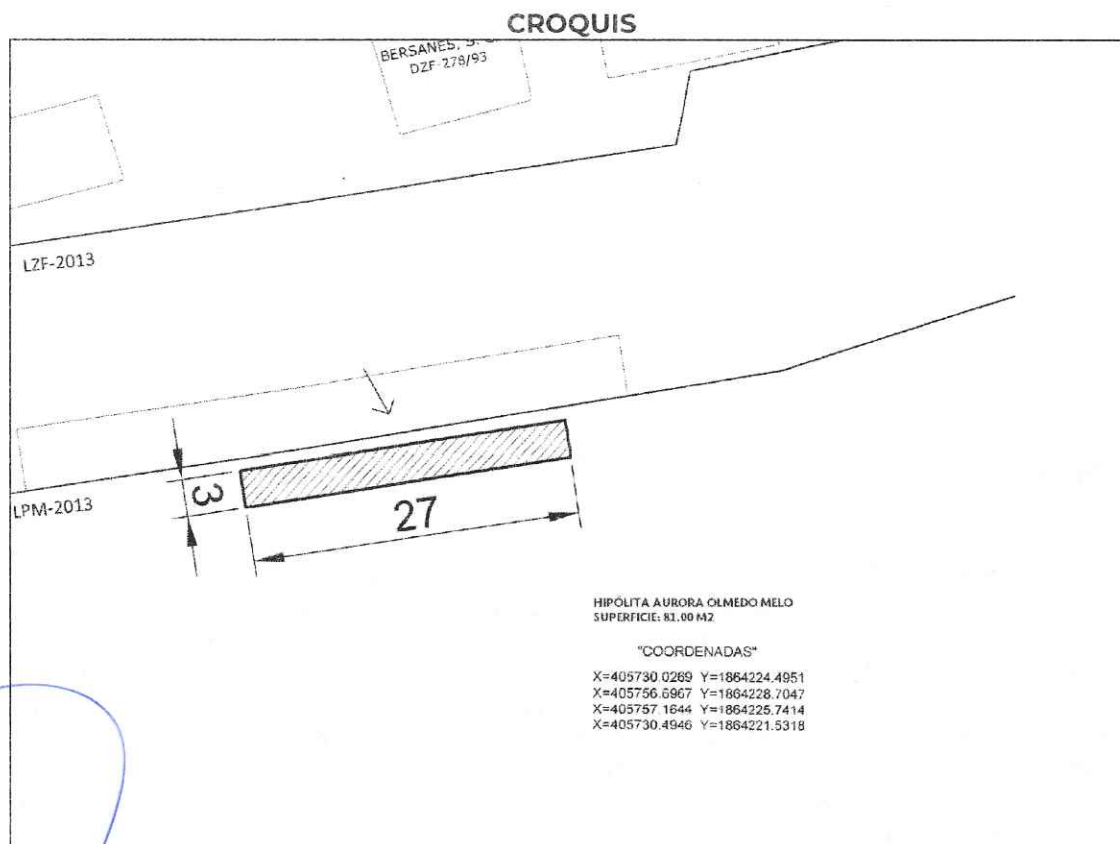 CROQUIS
BERSANES, S.
DZF-278/93
LZF-2013
LPM-2013
3
27
HIPÓLITA AURORA OLMEDO MELO
SUPERFICIE: 81.00 M2
"COORDENADAS"
X=405730.0269 Y=1864224.4951
X=405756.6967 Y=1864228.7047
X=405757.1644 Y=1864225.7414
X=405730.4946 Y=1864221.5318